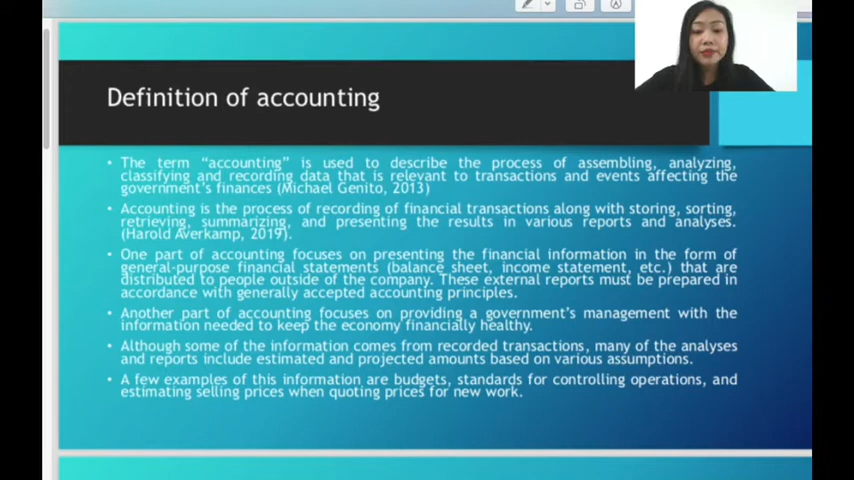 Definition of accounting
• The term “accounting” is used to describe the process of assembling, analyzing,
classifying and recording data that is relevant to transactions and events affecting the
government’s finances (Michael Genito, 2013)
• Accounting is the process of recording of financial transactions along with storing, sorting,
retrieving, summarizing, and presenting the results in various reports and analyses.
(Harold Averkamp, 2019).
• One part of accounting focuses on presenting the financial information in the form of
general-purpose financial statements (balance sheet, income statement, etc.) that are
distributed to people outside of the company. These external reports must be prepared in
accordance with generally accepted accounting principles.
• Another part of accounting focuses on providing a government’s management with the
information needed to keep the economy financially healthy.
• Although some of the information comes from recorded transactions, many of the analyses
and reports include estimated and projected amounts based on various assumptions.
• A few examples of this information are budgets, standards for controlling operations, and
estimating selling prices when quoting prices for new work.